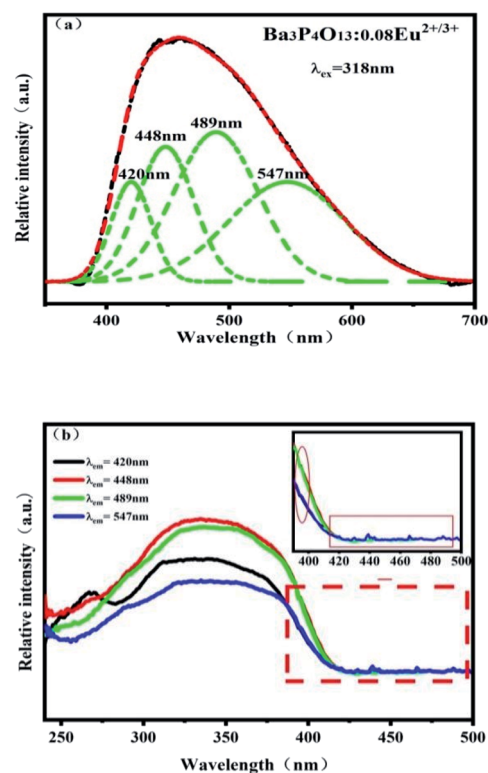 (a)
Ba3P4O13:0.08Eu2+/3+
λex=318nm
489nm
448nm
420nm
547nm
Relative intensity（a.u.）
400 500 600 700
Wavelength（nm）
(b)
λem= 420nm
λem= 448nm
λem= 489nm
λem= 547nm
400 420 440 460 480 500
Relative intensity（a.u.）
250 300 350 400 450 500
Wavelength（nm）